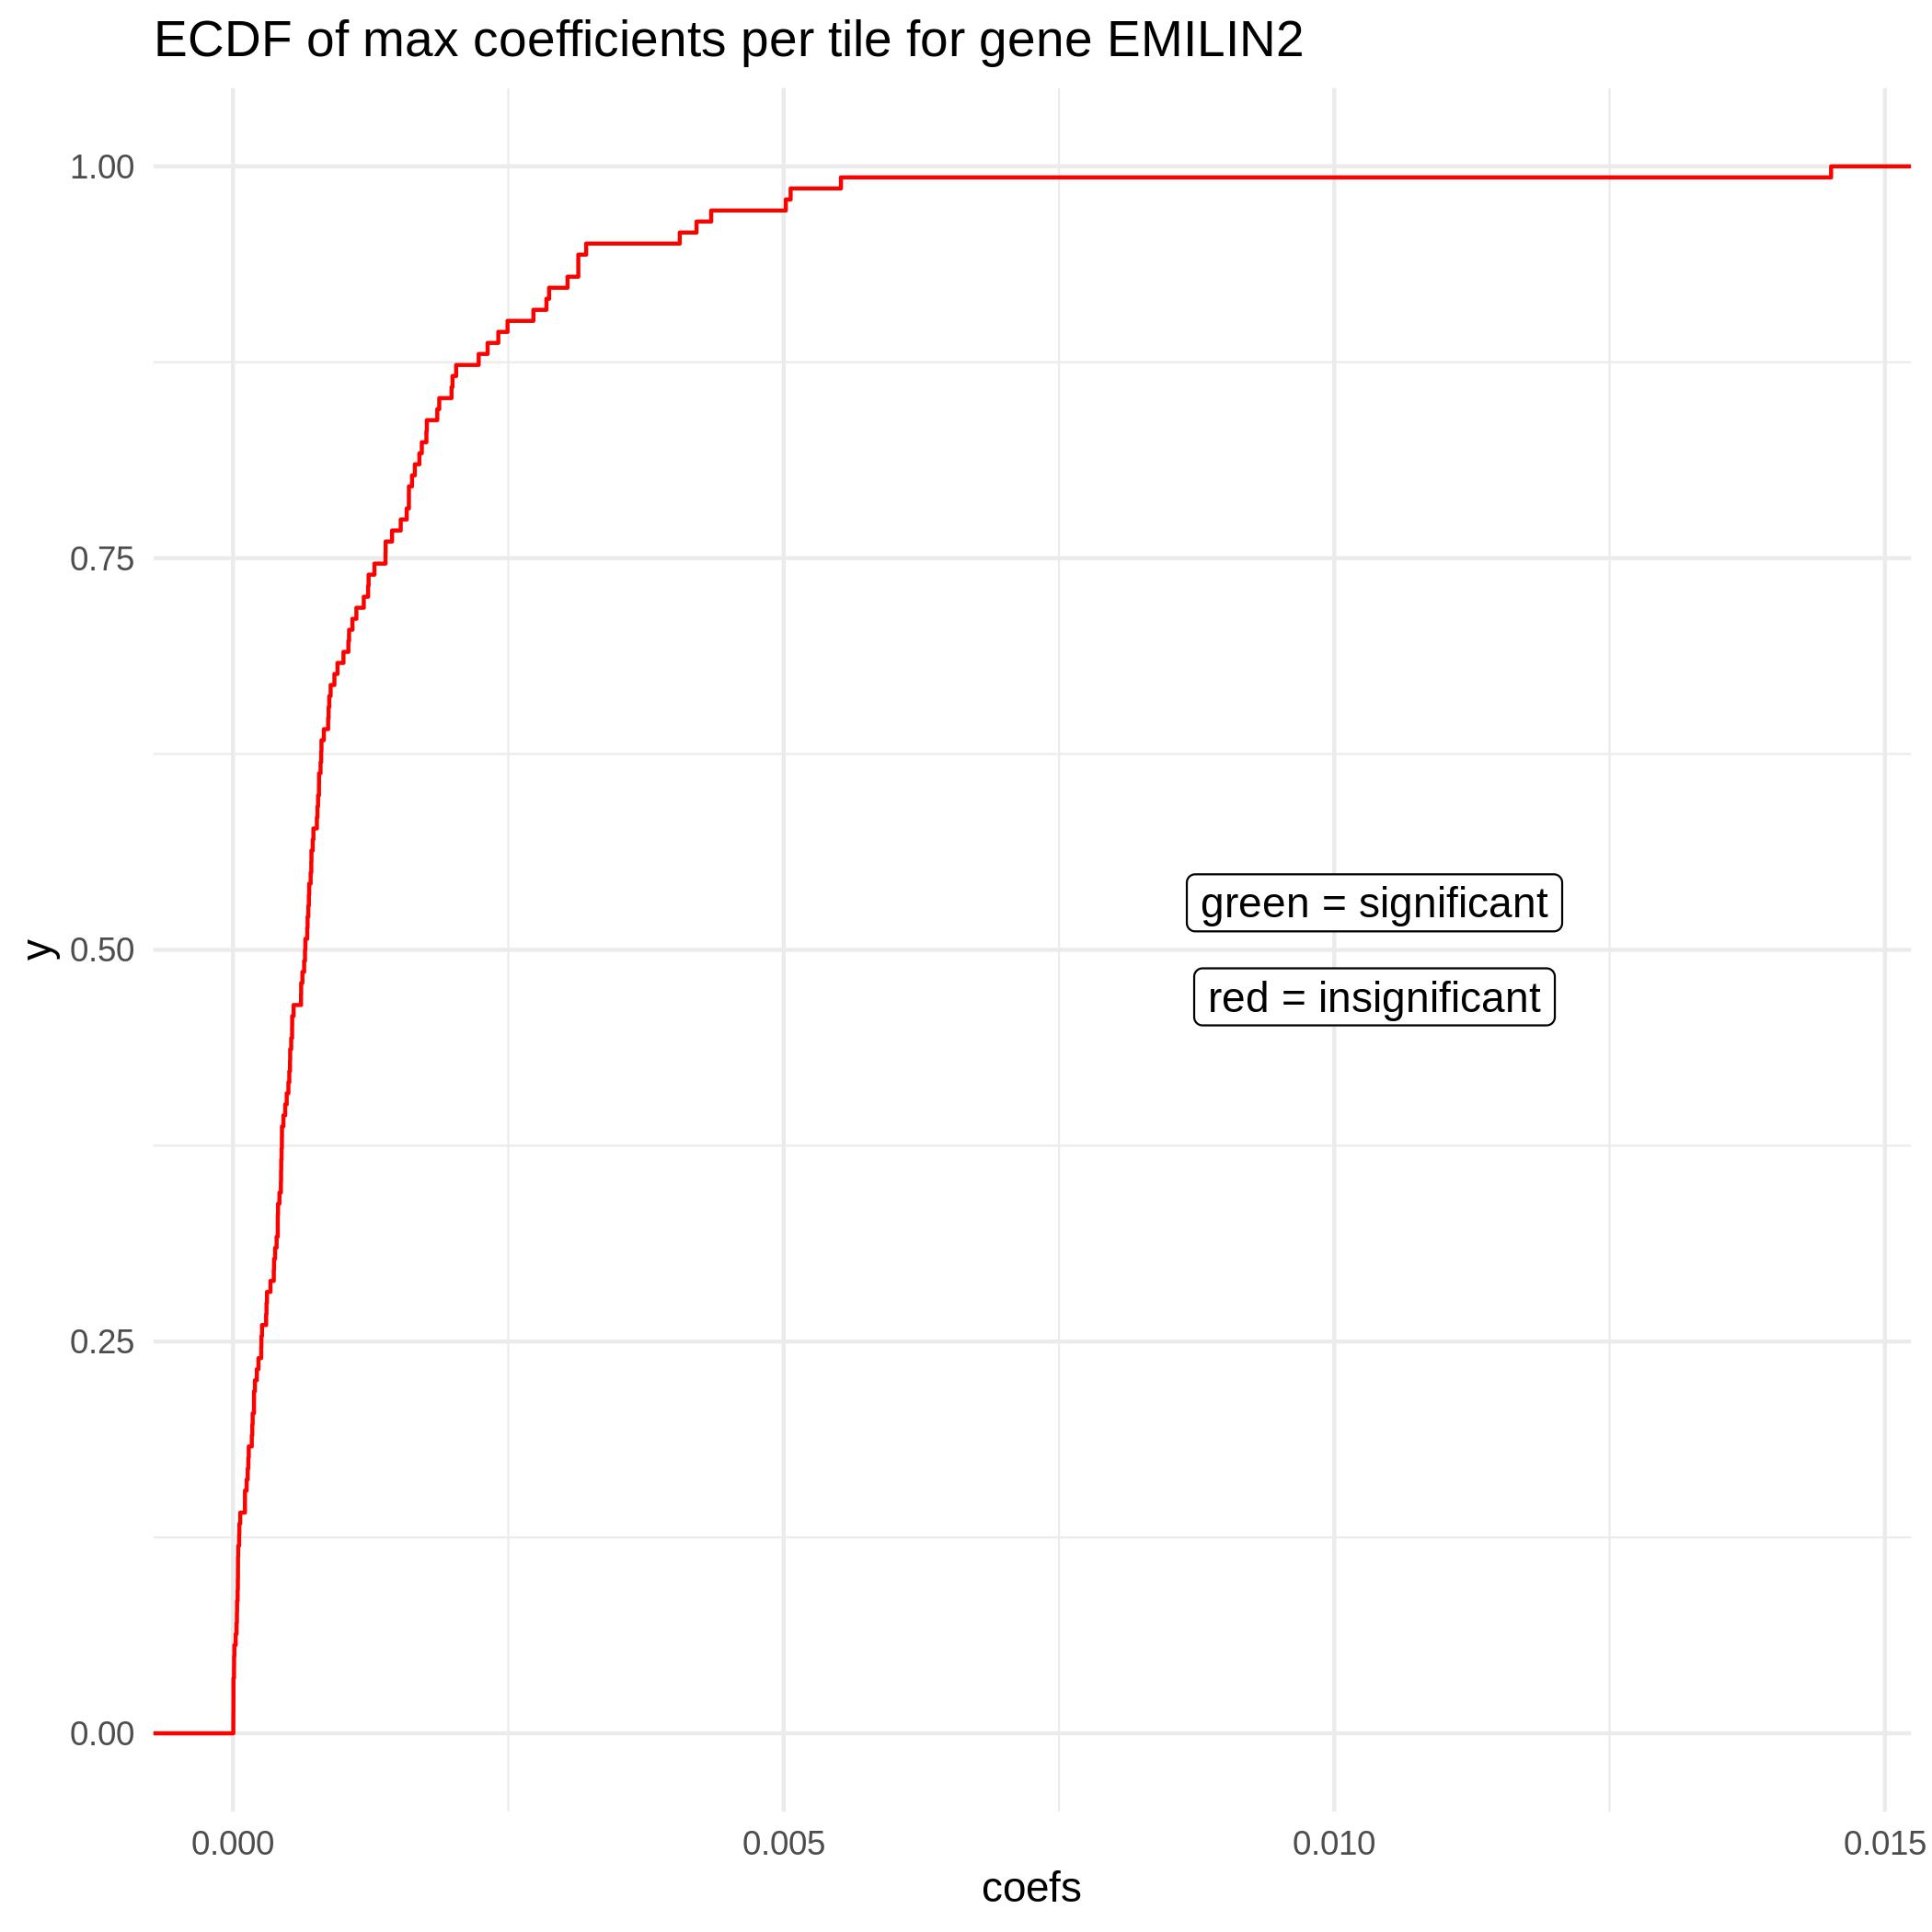 ECDF of max coefficients per tile for gene EMILIN2
1.00
0.75
0.50
0.25
0.00
y
green = significant
red = insignificant
0.000
0.005
0.010
0.015
coefs